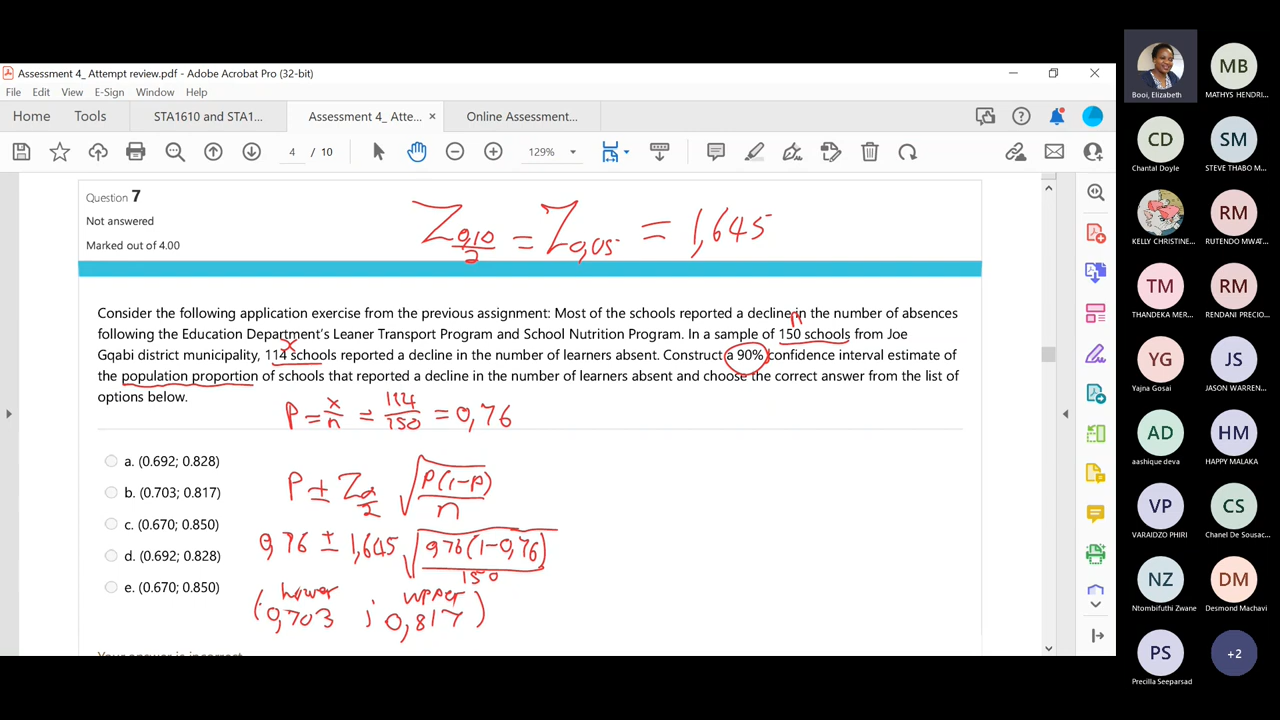 Assessment 4_ Attempt review.pdf - Adobe Acrobat Pro (32-bit)
File Edit View E-Sign Window Help
Home Tools STA1610 and STA1... Assessment 4_ Atte... × Online Assessment...
4 / 10 129%
Question 7
Not answered
Marked out of 4.00
Z0,10/2 = Z0,05 = 1,645
Consider the following application exercise from the previous assignment: Most of the schools reported a decline in the number of absences
following the Education Department's Leaner Transport Program and School Nutrition Program. In a sample of 150 schools from Joe
n
Gqabi district municipality, 114 schools reported a decline in the number of learners absent. Construct a 90% confidence interval estimate of
x
the population proportion of schools that reported a decline in the number of learners absent and choose the correct answer from the list of
options below.
P = x/n = 114/150 = 0,76
a. (0.692; 0.828)
b. (0.703; 0.817)
c. (0.670; 0.850)
d. (0.692; 0.828)
e. (0.670; 0.850)
P ± Zα/2 √P(1-P)/n
0,76 ± 1,645 √0,76(1-0,76)/150
lower upper
(0,703 ; 0,817)
Your answer is incorrect
Booi, Elizabeth
MB
MATHYS HENDRI...
CD
Chantal Doyle
SM
STEVE THABO M...
KELLY CHRISTINE...
RM
RUTENDO MWAT...
TM
THANDEKA MER...
RM
RENDANI PRECIO...
YG
Yajna Gosai
JS
JASON WARREN...
AD
aashique deva
HM
HAPPY MALAKA
VP
VARAIDZO PHIRI
CS
Chanel De Sousac...
NZ
Ntombifuthi Zwane
DM
Desmond Machavi
PS
Precilla Seeparsad
+2